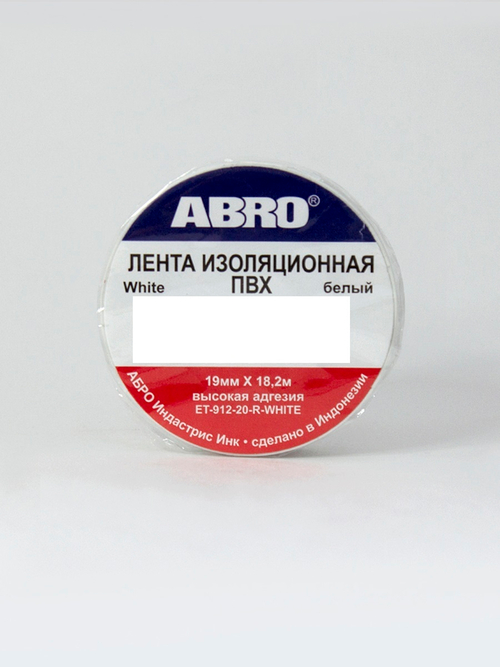 ABRO®
ЛЕНТА ИЗОЛЯЦИОННАЯ
White ПВХ белый
19мм X 18,2м
высокая адгезия
ET-912-20-R-WHITE
АБРО Индастрис Инк • сделано в Индонезии